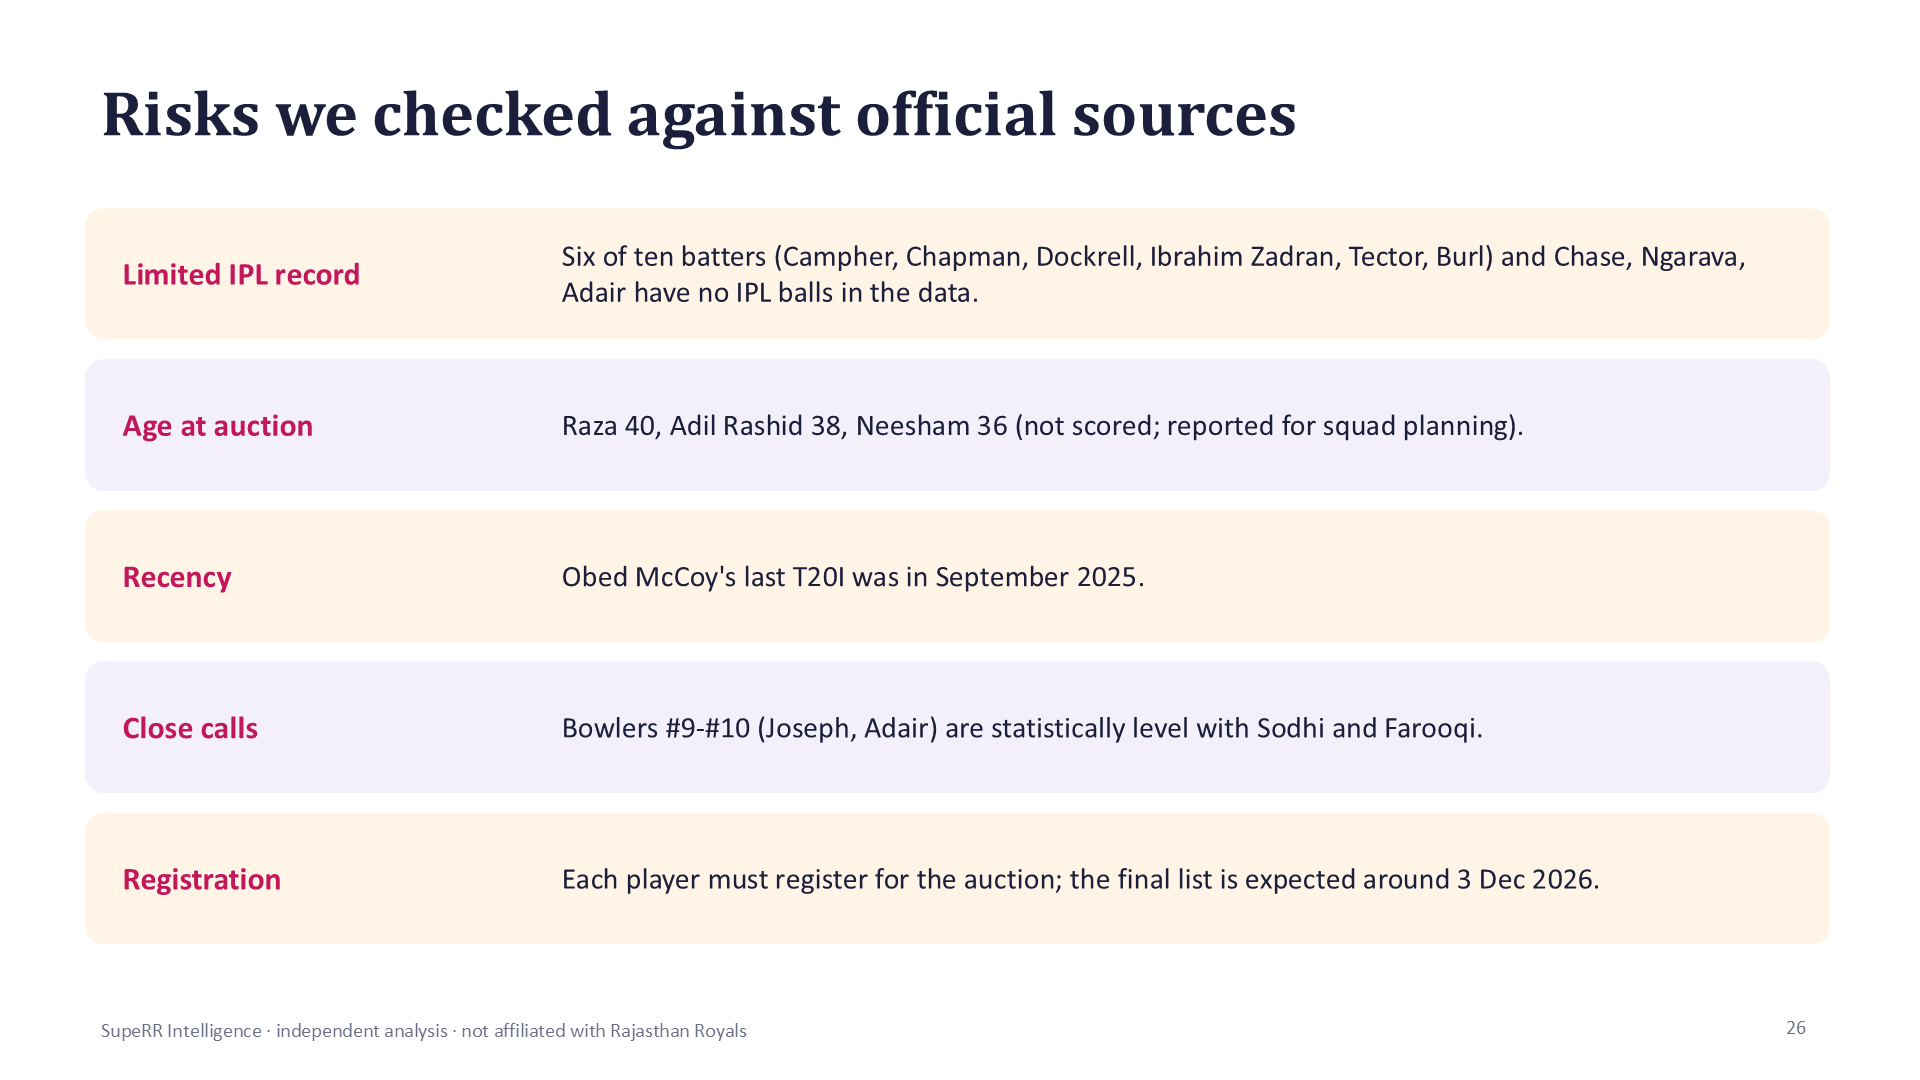 Risks we checked against official sources
Limited IPL record
Six of ten batters (Campher, Chapman, Dockrell, Ibrahim Zadran, Tector, Burl) and Chase, Ngarava,
Adair have no IPL balls in the data.
Age at auction
Raza 40, Adil Rashid 38, Neesham 36 (not scored; reported for squad planning).
Recency
Obed McCoy's last T20I was in September 2025.
Close calls
Bowlers #9-#10 (Joseph, Adair) are statistically level with Sodhi and Farooqi.
Registration
Each player must register for the auction; the final list is expected around 3 Dec 2026.
SupeRR Intelligence · independent analysis · not affiliated with Rajasthan Royals
26